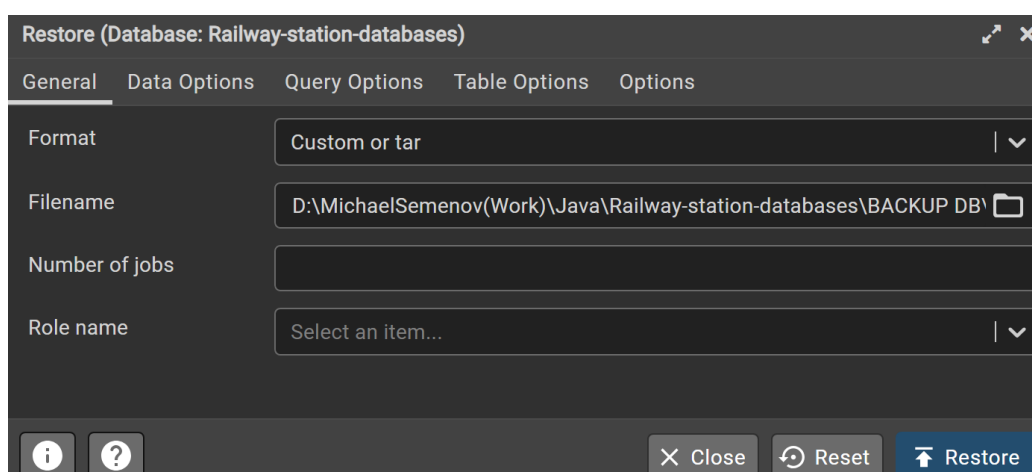 Restore (Database: Railway-station-databases)
General Data Options Query Options Table Options Options
Format Custom or tar
Filename D:\MichaelSemenov(Work)\Java\Railway-station-databases\BACKUP DB\
Number of jobs
Role name Select an item...
i ? Close Reset Restore